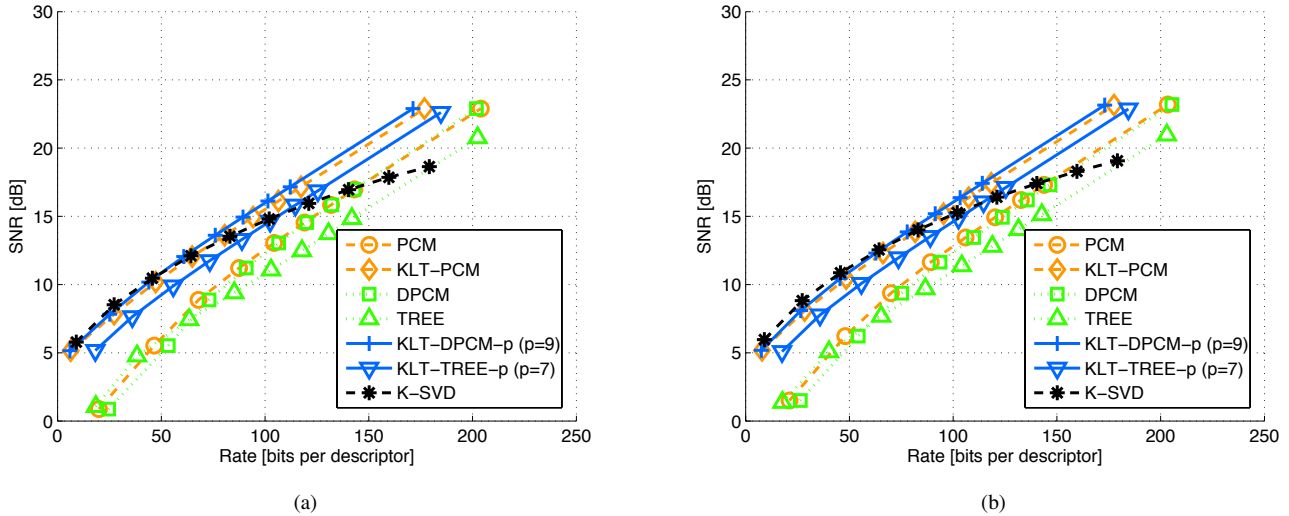 30
25
20
15
10
5
0
SNR [dB]
0 50 100 150 200 250
Rate [bits per descriptor]
PCM
KLT−PCM
DPCM
TREE
KLT−DPCM−p (p=9)
KLT−TREE−p (p=7)
K−SVD
(a)
30
25
20
15
10
5
0
SNR [dB]
0 50 100 150 200 250
Rate [bits per descriptor]
PCM
KLT−PCM
DPCM
TREE
KLT−DPCM−p (p=9)
KLT−TREE−p (p=7)
K−SVD
(b)